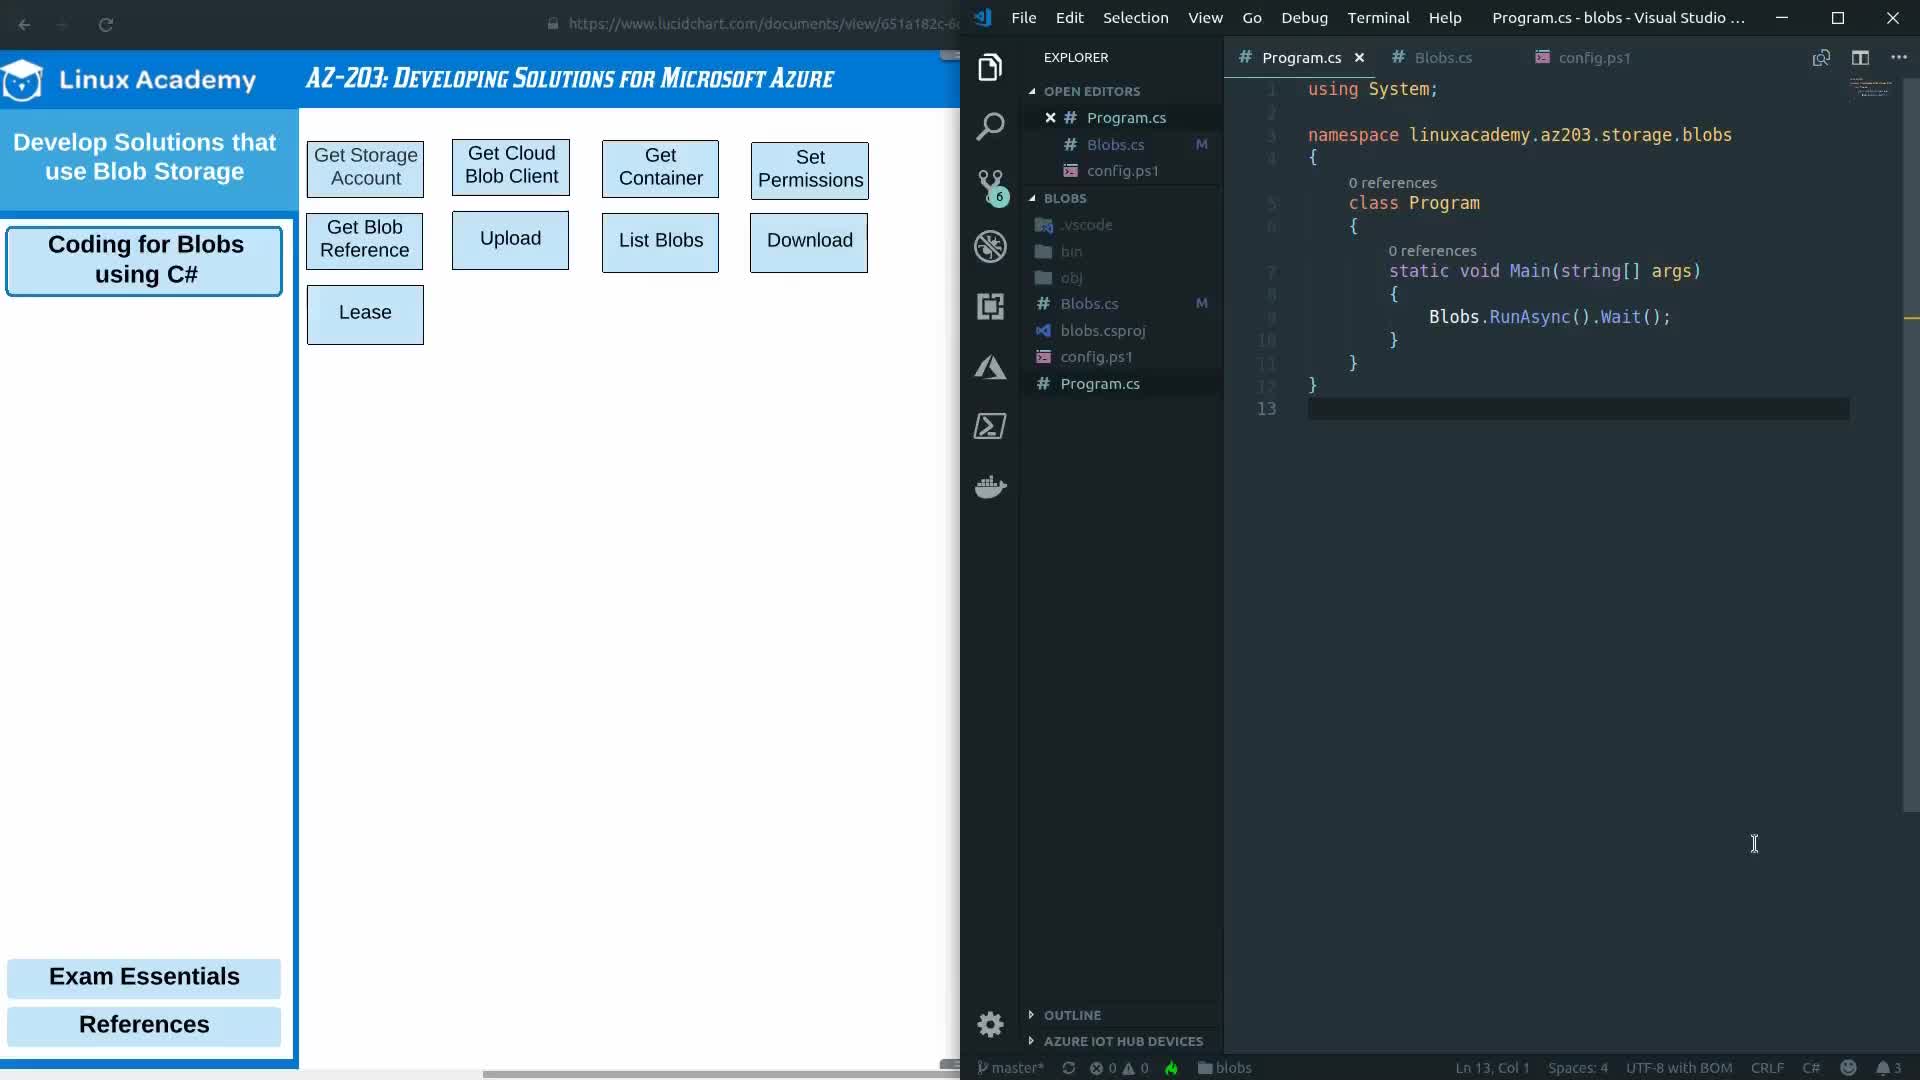 https://www.lucidchart.com/documents/view/651a182c-6
Linux Academy
AZ-203: Developing Solutions for Microsoft Azure
Develop Solutions that
use Blob Storage
Coding for Blobs
using C#
Exam Essentials
References
Get Storage
Account
Get Cloud
Blob Client
Get
Container
Set
Permissions
Get Blob
Reference
Upload
List Blobs
Download
Lease
File Edit Selection View Go Debug Terminal Help Program.cs - blobs - Visual Studio ...
EXPLORER
OPEN EDITORS
# Program.cs
# Blobs.cs M
config.ps1
BLOBS
.vscode
bin
obj
# Blobs.cs M
blobs.csproj
config.ps1
# Program.cs
OUTLINE
AZURE IOT HUB DEVICES
6
# Program.cs # Blobs.cs config.ps1
1 using System;
2
3 namespace linuxacademy.az203.storage.blobs
4 {
0 references
5 class Program
6 {
0 references
7 static void Main(string[] args)
8 {
9 Blobs.RunAsync().Wait();
10 }
11 }
12 }
13
master* 0 0 blobs Ln 13, Col 1 Spaces: 4 UTF-8 with BOM CRLF C# 3